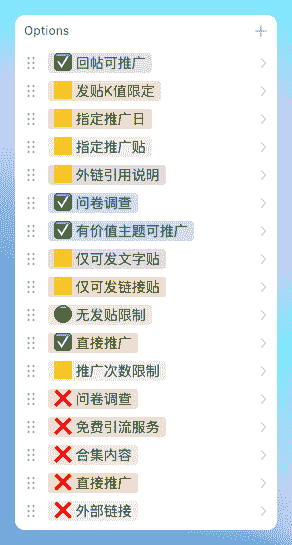 Options
✅ 回帖可推广
🟨 发贴K值限定
🟨 指定推广日
🟨 指定推广贴
🟨 外链引用说明
✅ 问卷调查
✅ 有价值主题可推广
🟨 仅可发文字贴
🟨 仅可发链接贴
🟢 无发贴限制
✅ 直接推广
🟨 推广次数限制
❌ 问卷调查
❌ 免费引流服务
❌ 合集内容
❌ 直接推广
❌ 外部链接